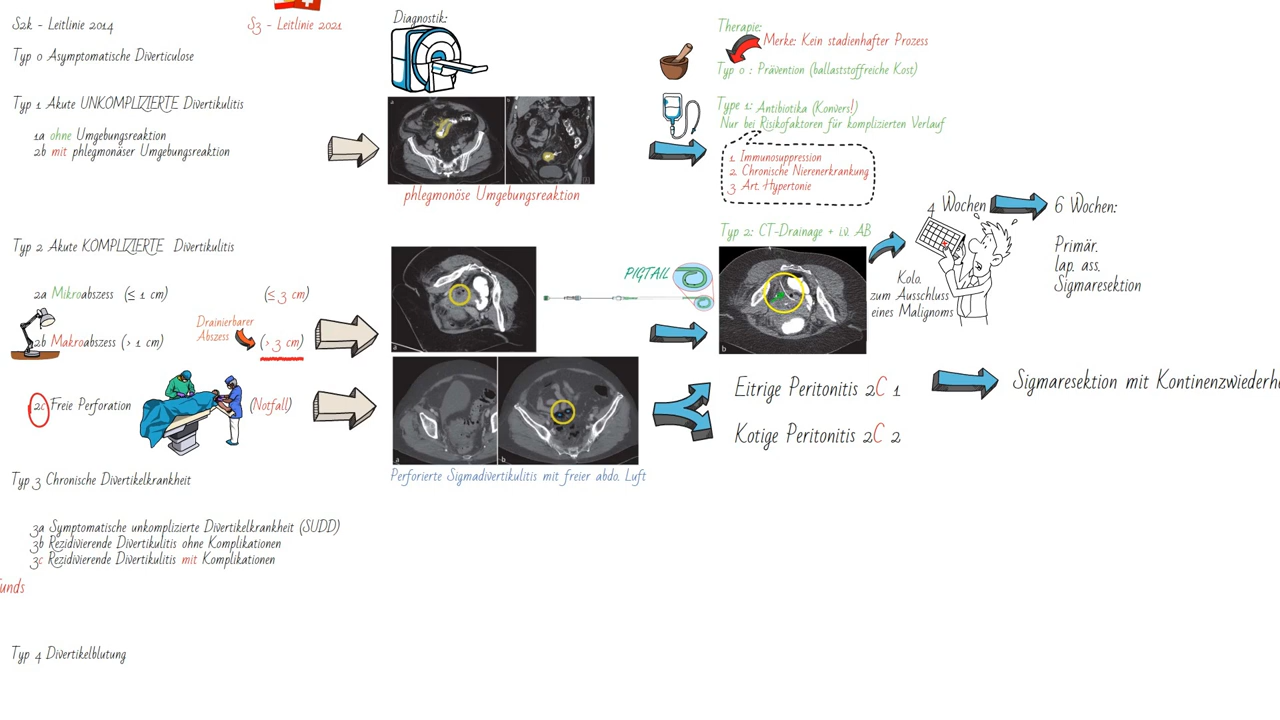 S2k - Leitlinie 2014
S3 - Leitlinie 2021
Typ 0 Asymptomatische Diverticulose
Typ 1 Akute UNKOMPLIZIERTE Divertikulitis
1a ohne Umgebungsreaktion
2b mit phlegmonäser Umgebungsreaktion
Typ 2 Akute KOMPLIZIERTE Divertikulitis
2a Mikroabszess (≤ 1 cm)
(≤ 3 cm)
Drainierbarer
Abszess
2b Makroabszess (> 1 cm)
(> 3 cm)
2c Freie Perforation
(Notfall)
Typ 3 Chronische Divertikelkrankheit
3a Symptomatische unkomplizierte Divertikelkrankheit (SUDD)
3b Rezidivierende Divertikulitis ohne Komplikationen
3c Rezidivierende Divertikulitis mit Komplikationen
unds
Typ 4 Divertikelblutung
Diagnostik:
a
b
phlegmonöse Umgebungsreaktion
a
PIGTAIL
a
b
Perforierte Sigmadivertikulitis mit freier abdo. Luft
Therapie:
Merke: Kein stadienhafter Prozess
Typ 0 : Prävention (ballaststoffreiche Kost)
Type 1: Antibiotika (Konvers!)
Nur bei Risikofaktoren für komplizierten Verlauf
1. Immunosuppression
2. Chronische Nierenerkrankung
3. Art. Hypertonie
Typ 2: CT-Drainage + i.v. AB
b
4 Wochen
Kolo.
zum Ausschluss
eines Malignoms
6 Wochen:
Primär.
lap. ass.
Sigmaresektion
Eitrige Peritonitis 2C 1
Kotige Peritonitis 2C 2
Sigmaresektion mit Kontinenzwiederhe